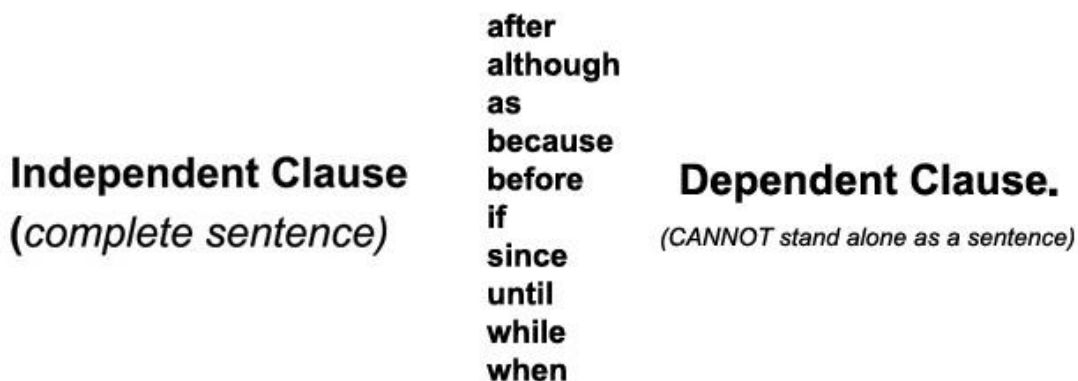 Independent Clause
(complete sentence)
after
although
as
because
before
if
since
until
while
when
Dependent Clause.
(CANNOT stand alone as a sentence)